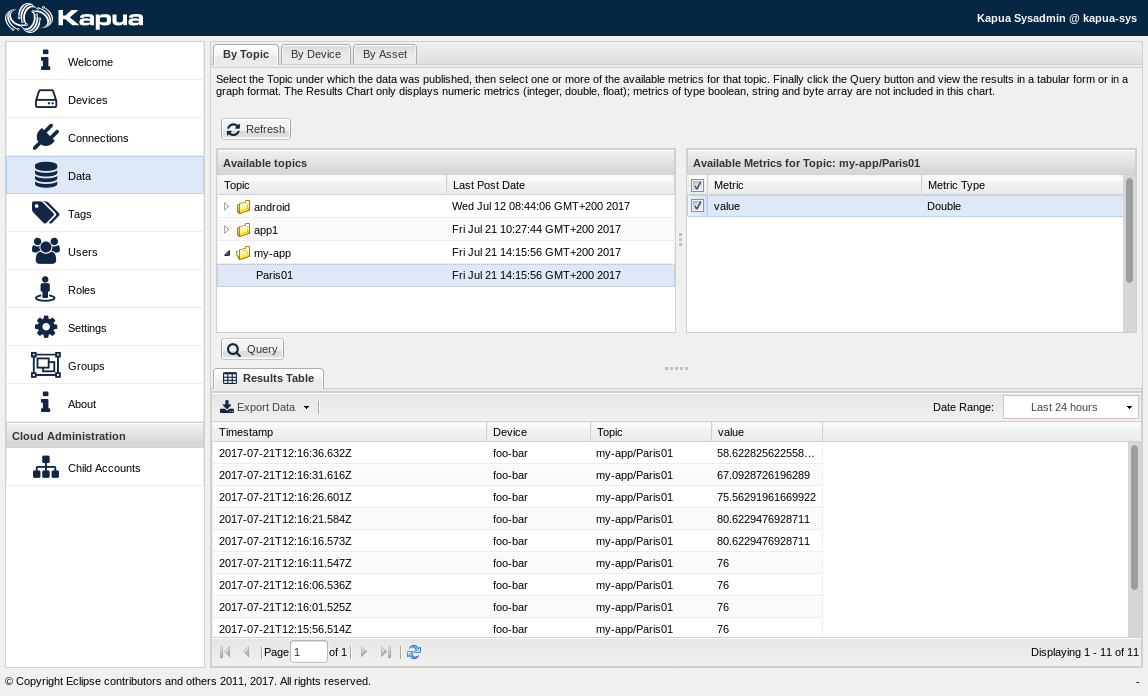 Kapua
Kapua Sysadmin @ kapua-sys
Welcome
Devices
Connections
Data
Tags
Users
Roles
Settings
Groups
About
Cloud Administration
Child Accounts
By Topic By Device By Asset
Select the Topic under which the data was published, then select one or more of the available metrics for that topic. Finally click the Query button and view the results in a tabular form or in a
graph format. The Results Chart only displays numeric metrics (integer, double, float); metrics of type boolean, string and byte array are not included in this chart.
Refresh
Available topics
Topic Last Post Date
android Wed Jul 12 08:44:06 GMT+200 2017
app1 Fri Jul 21 10:27:44 GMT+200 2017
my-app Fri Jul 21 14:15:56 GMT+200 2017
Paris01 Fri Jul 21 14:15:56 GMT+200 2017
Available Metrics for Topic: my-app/Paris01
Metric Metric Type
value Double
Query
Results Table
Export Data Date Range: Last 24 hours
Timestamp Device Topic value
2017-07-21T12:16:36.632Z foo-bar my-app/Paris01 58.622825622558...
2017-07-21T12:16:31.616Z foo-bar my-app/Paris01 67.0928726196289
2017-07-21T12:16:26.601Z foo-bar my-app/Paris01 75.56291961669922
2017-07-21T12:16:21.584Z foo-bar my-app/Paris01 80.6229476928711
2017-07-21T12:16:16.573Z foo-bar my-app/Paris01 80.6229476928711
2017-07-21T12:16:11.547Z foo-bar my-app/Paris01 76
2017-07-21T12:16:06.536Z foo-bar my-app/Paris01 76
2017-07-21T12:16:01.525Z foo-bar my-app/Paris01 76
2017-07-21T12:15:56.514Z foo-bar my-app/Paris01 76
Page 1 of 1 Displaying 1 - 11 of 11
© Copyright Eclipse contributors and others 2011, 2017. All rights reserved. -